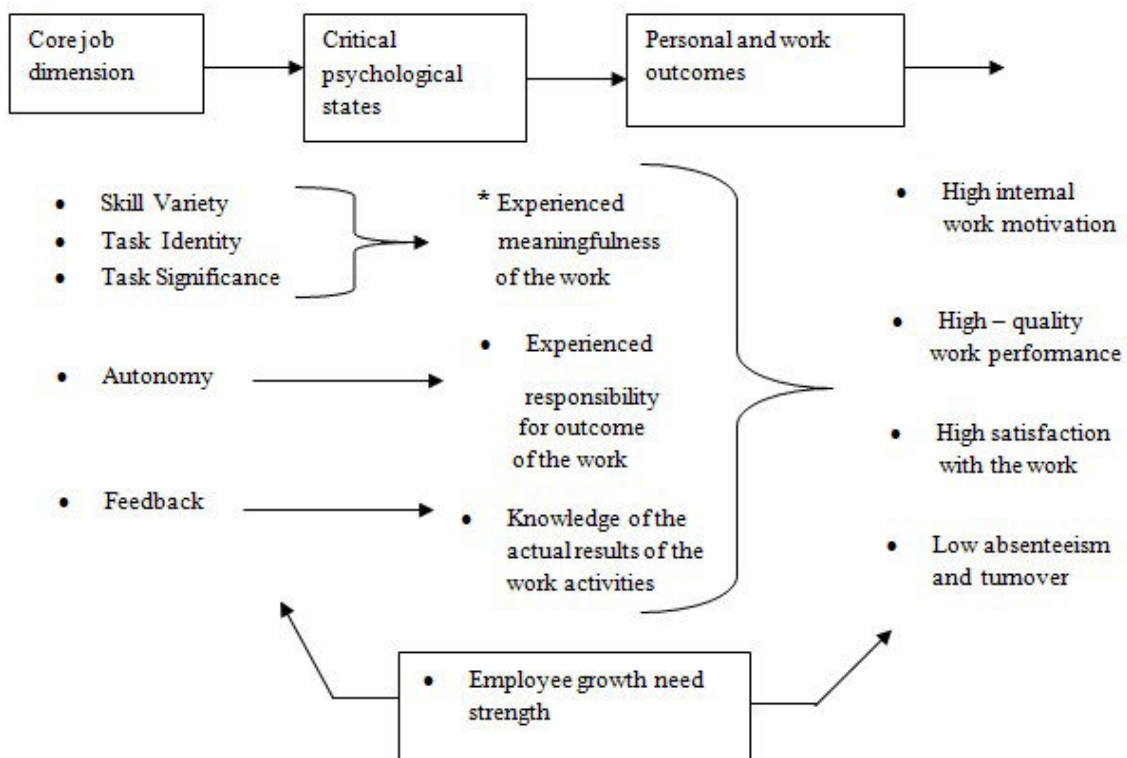 Core job
dimension
Critical
psychological
states
Personal and work
outcomes
• Skill Variety
• Task Identity
• Task Significance
* Experienced
meaningfulness
of the work
• High internal
work motivation
• High – quality
work performance
• Autonomy
• Experienced
responsibility
for outcome
of the work
• High satisfaction
with the work
• Feedback
• Knowledge of the
actual results of the
work activities
• Low absenteeism
and turnover
• Employee growth need
strength